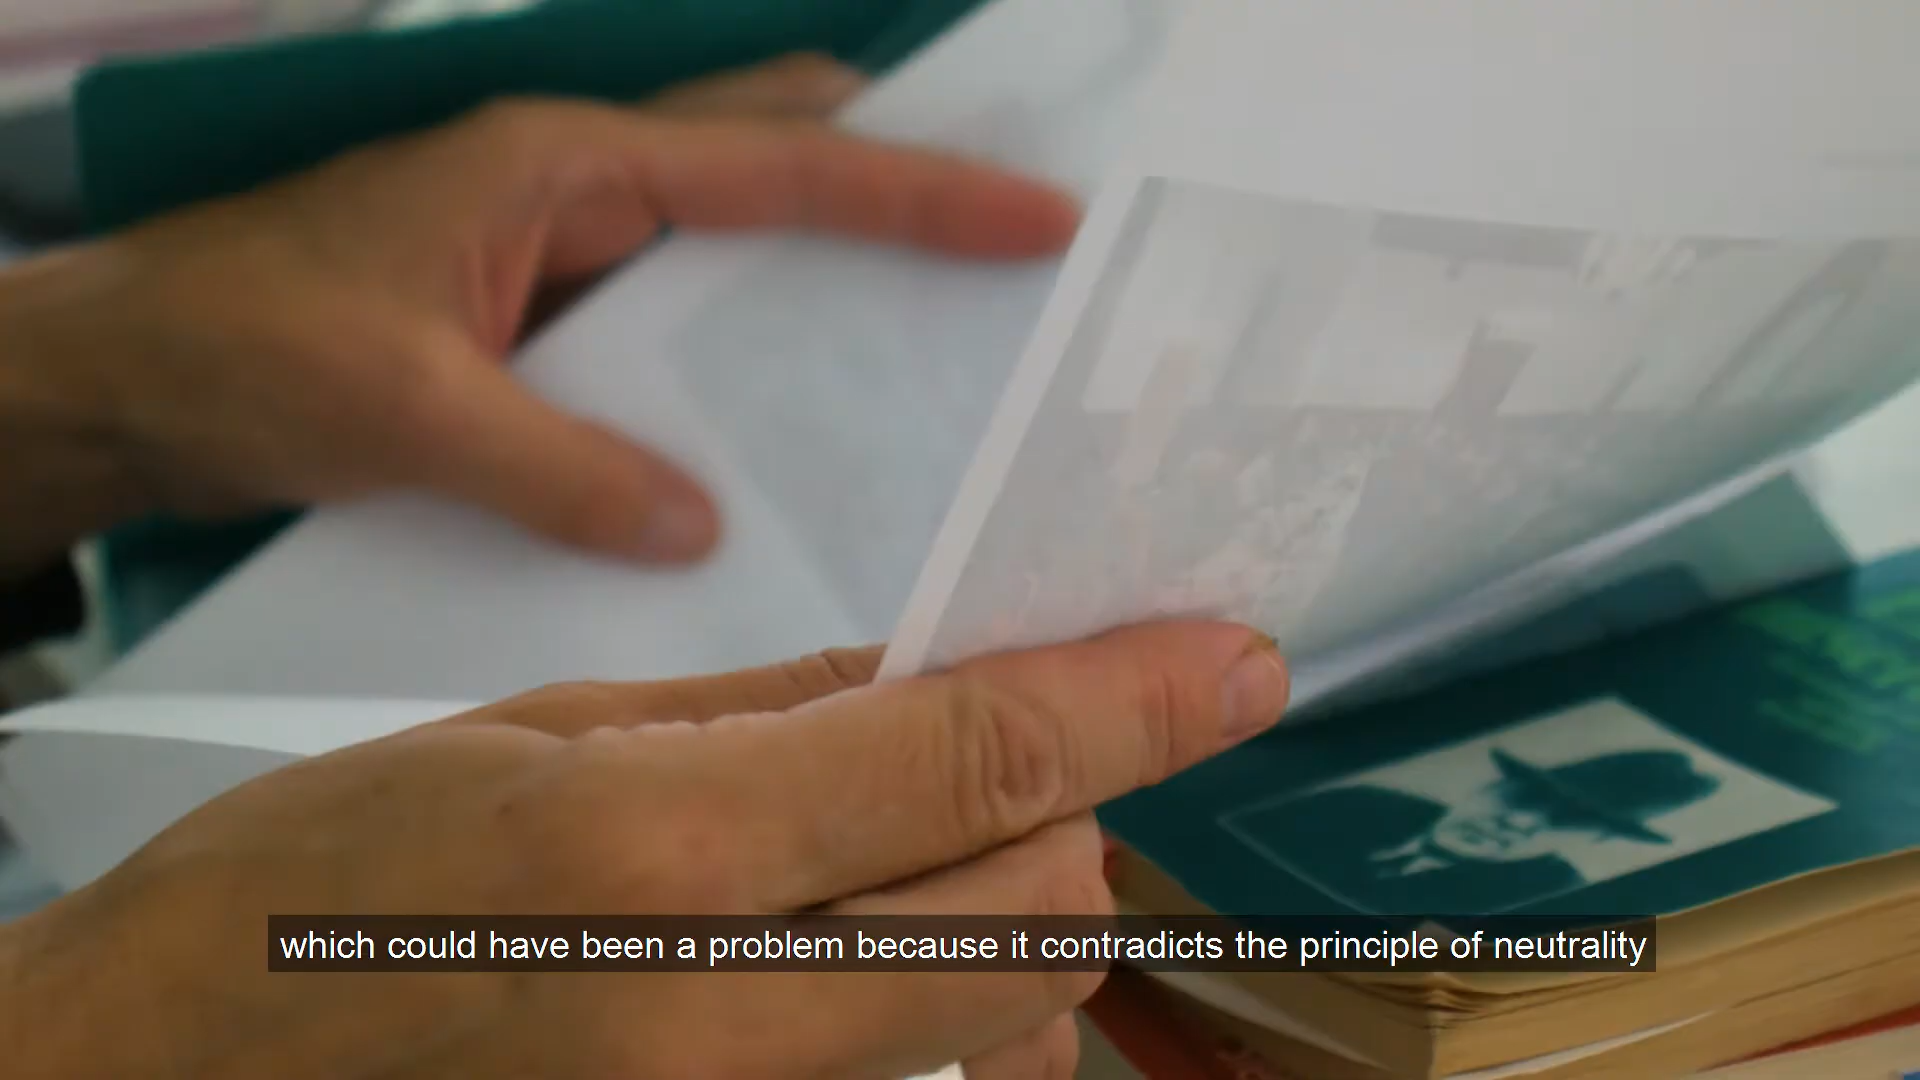 which could have been a problem because it contradicts the principle of neutrality